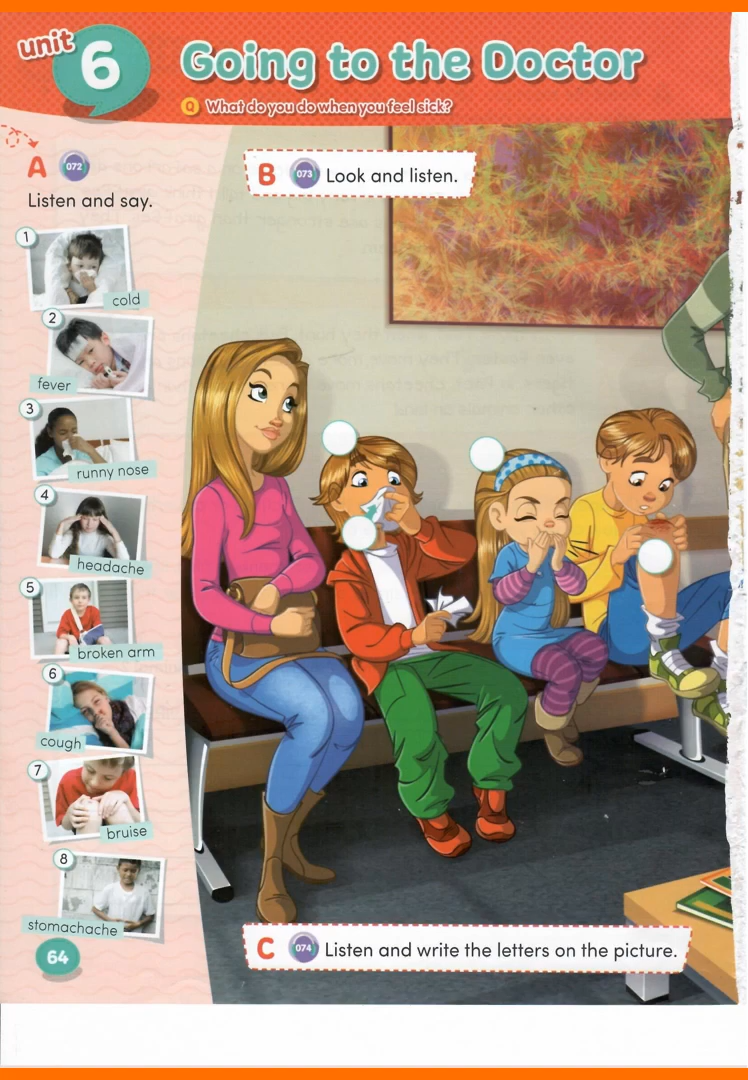 unit
6
Going to the Doctor
Q What do you do when you feel sick?
A 072
Listen and say.
B 073 Look and listen.
1
cold
2
fever
3
runny nose
4
headache
5
broken arm
6
cough
7
bruise
8
stomachache
64
C 074 Listen and write the letters on the picture.